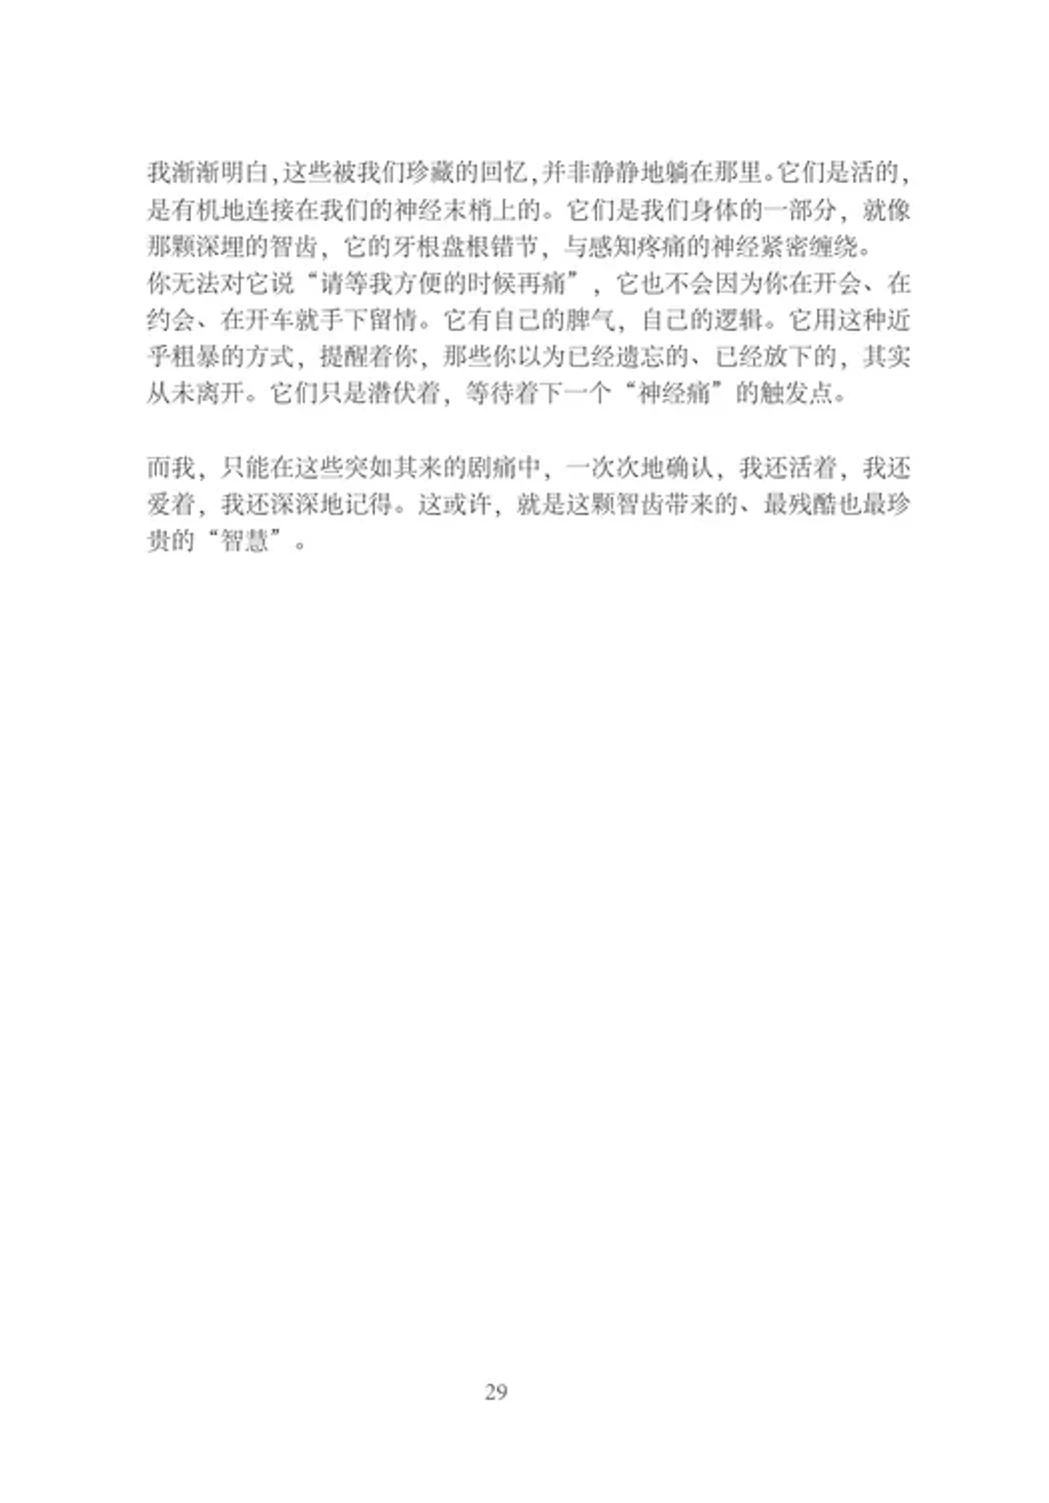 我渐渐明白，这些被我们珍藏的回忆，并非静静地躺在那里。它们是活的，
是有机地连接在我们的神经末梢上的。它们是我们身体的一部分，就像
那颗深埋的智齿，它的牙根盘根错节，与感知疼痛的神经紧密缠绕。
你无法对它说“请等我方便的时候再痛”，它也不会因为你在开会、在
约会、在开车就手下留情。它有自己的脾气，自己的逻辑。它用这种近
乎粗暴的方式，提醒着你，那些你以为已经遗忘的、已经放下的，其实
从未离开。它们只是潜伏着，等待着下一个“神经痛”的触发点。
而我，只能在这些突如其来的剧痛中，一次次地确认，我还活着，我还
爱着，我还深深地记得。这或许，就是这颗智齿带来的、最残酷也最珍
贵的“智慧”。
29